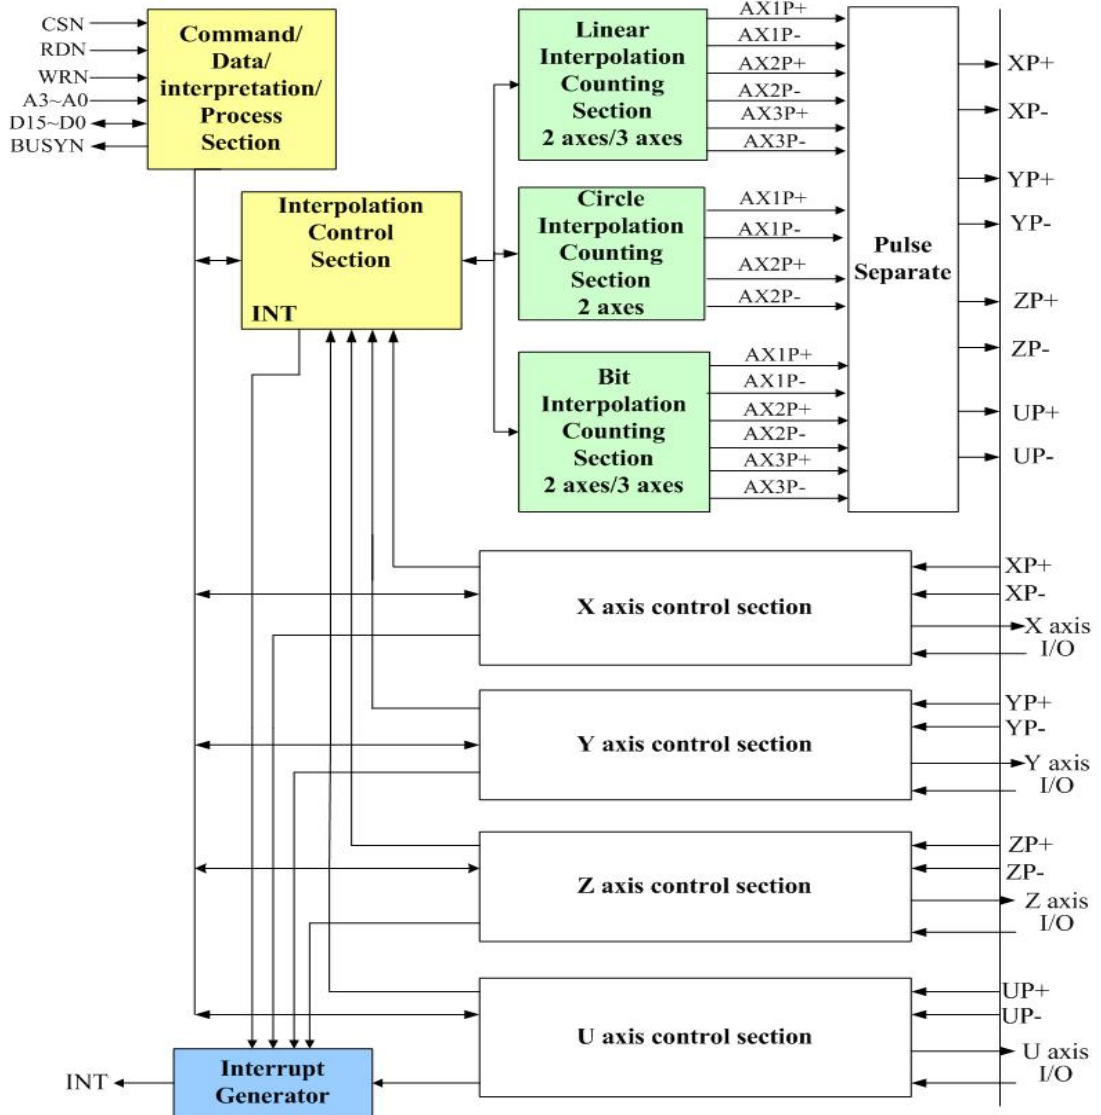 CSN
RDN
WRN
A3~A0
D15~D0
BUSYN
Command/
Data/
interpretation/
Process
Section
Interpolation
Control
Section
INT
Linear
Interpolation
Counting
Section
2 axes/3 axes
AX1P+
AX1P-
AX2P+
AX2P-
AX3P+
AX3P-
Circle
Interpolation
Counting
Section
2 axes
AX1P+
AX1P-
AX2P+
AX2P-
Bit
Interpolation
Counting
Section
2 axes/3 axes
AX1P+
AX1P-
AX2P+
AX2P-
AX3P+
AX3P-
Pulse
Separate
XP+
XP-
YP+
YP-
ZP+
ZP-
UP+
UP-
X axis control section
XP+
XP-
X axis
I/O
Y axis control section
YP+
YP-
Y axis
I/O
Z axis control section
ZP+
ZP-
Z axis
I/O
U axis control section
UP+
UP-
U axis
I/O
Interrupt
Generator
INT